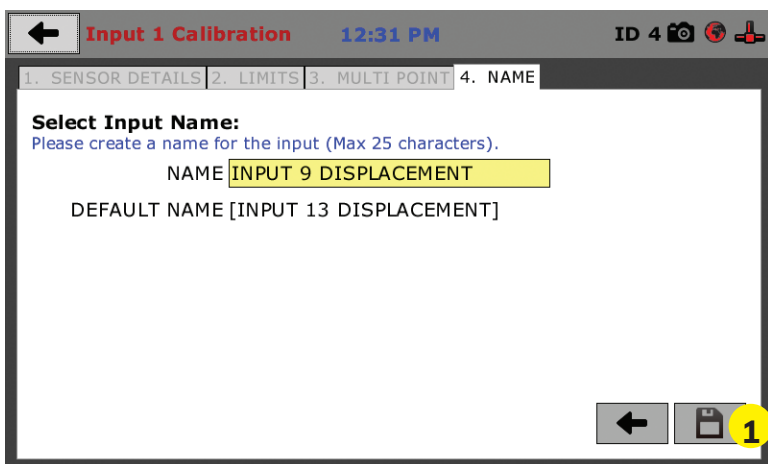 Input 1 Calibration 12:31 PM ID 4
1. SENSOR DETAILS 2. LIMITS 3. MULTI POINT 4. NAME
Select Input Name:
Please create a name for the input (Max 25 characters).
NAME INPUT 9 DISPLACEMENT
DEFAULT NAME [INPUT 13 DISPLACEMENT]
1